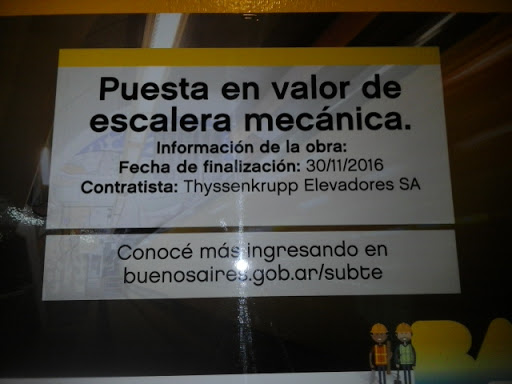 Puesta en valor de
escalera mecánica.
Información de la obra:
Fecha de finalización: 30/11/2016
Contratista: Thyssenkrupp Elevadores SA
Conocé más ingresando en
buenosaires.gob.ar/subte
BA